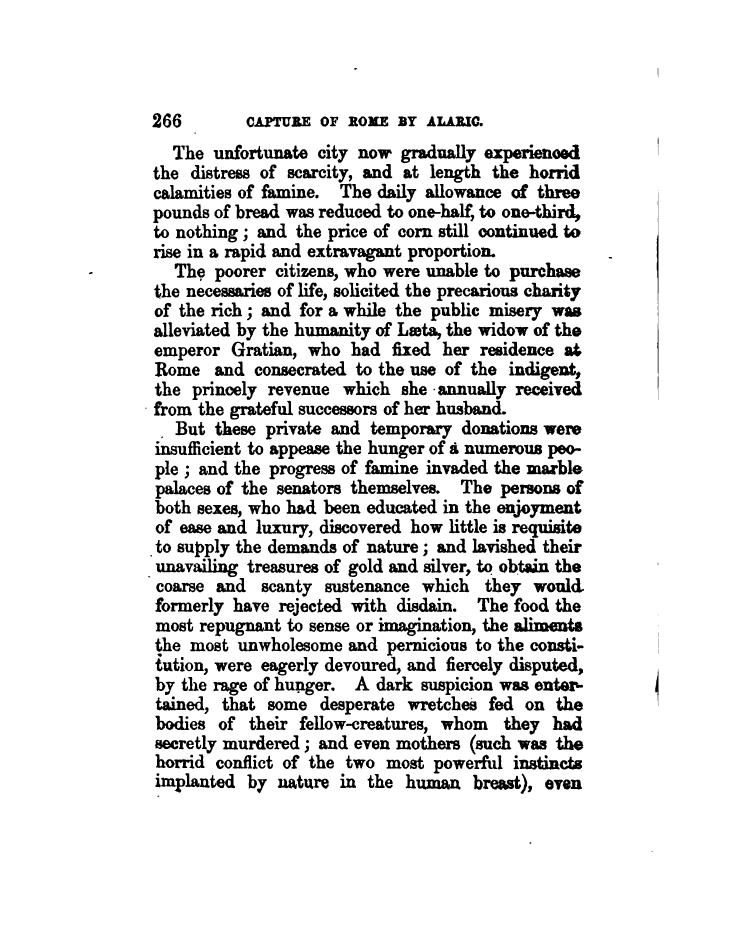 266 CAPTURE OF ROME BY ALARIC.
The unfortunate city now gradually experienced
the distress of scarcity, and at length the horrid
calamities of famine. The daily allowance of three
pounds of bread was reduced to one-half, to one-third,
to nothing; and the price of corn still continued to
rise in a rapid and extravagant proportion.
The poorer citizens, who were unable to purchase
the necessaries of life, solicited the precarious charity
of the rich; and for a while the public misery was
alleviated by the humanity of Læta, the widow of the
emperor Gratian, who had fixed her residence at
Rome and consecrated to the use of the indigent,
the princely revenue which she annually received
from the grateful successors of her husband.
But these private and temporary donations were
insufficient to appease the hunger of a numerous peo-
ple; and the progress of famine invaded the marble
palaces of the senators themselves. The persons of
both sexes, who had been educated in the enjoyment
of ease and luxury, discovered how little is requisite
to supply the demands of nature; and lavished their
unavailing treasures of gold and silver, to obtain the
coarse and scanty sustenance which they would
formerly have rejected with disdain. The food the
most repugnant to sense or imagination, the aliments
the most unwholesome and pernicious to the consti-
tution, were eagerly devoured, and fiercely disputed,
by the rage of hunger. A dark suspicion was enter-
tained, that some desperate wretches fed on the
bodies of their fellow-creatures, whom they had
secretly murdered; and even mothers (such was the
horrid conflict of the two most powerful instincts
implanted by nature in the human breast), even